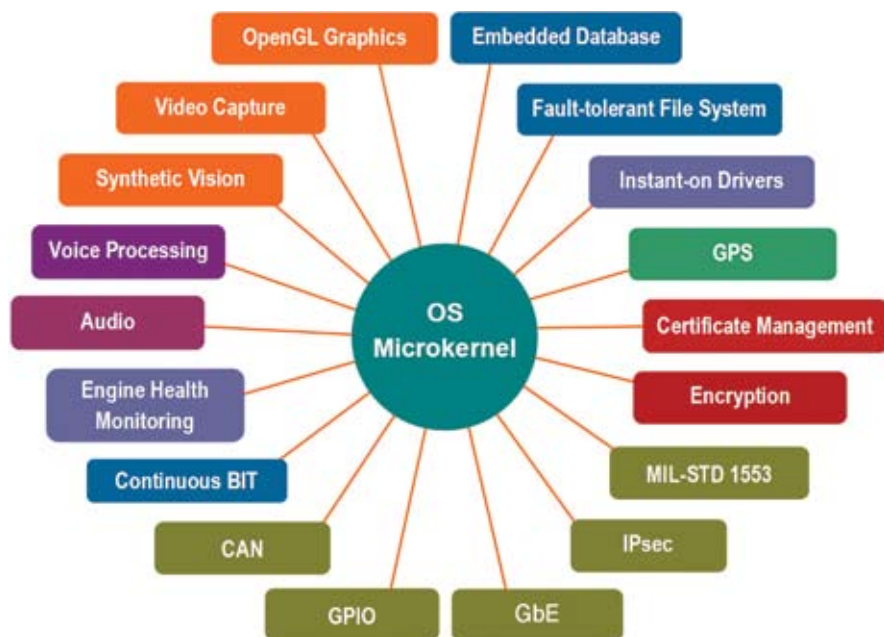 OpenGL Graphics
Embedded Database
Video Capture
Fault-tolerant File System
Synthetic Vision
Instant-on Drivers
Voice Processing
GPS
Audio
OS
Microkernel
Certificate Management
Engine Health
Monitoring
Encryption
Continuous BIT
MIL-STD 1553
CAN
IPsec
GPIO
GbE